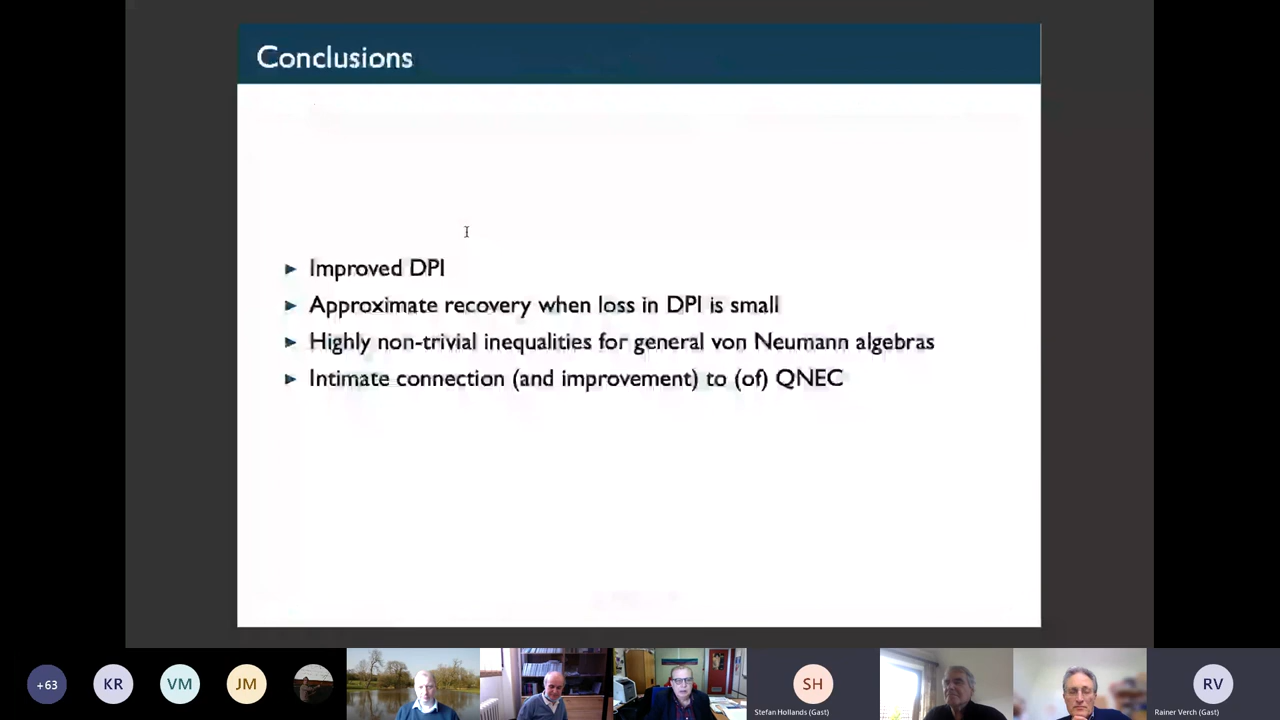 Conclusions
► Improved DPI
► Approximate recovery when loss in DPI is small
► Highly non-trivial inequalities for general von Neumann algebras
► Intimate connection (and improvement) to (of) QNEC
+63
KR
VM
JM
SH
Stefan Hollands (Gast)
RV
Rainer Verch (Gast)